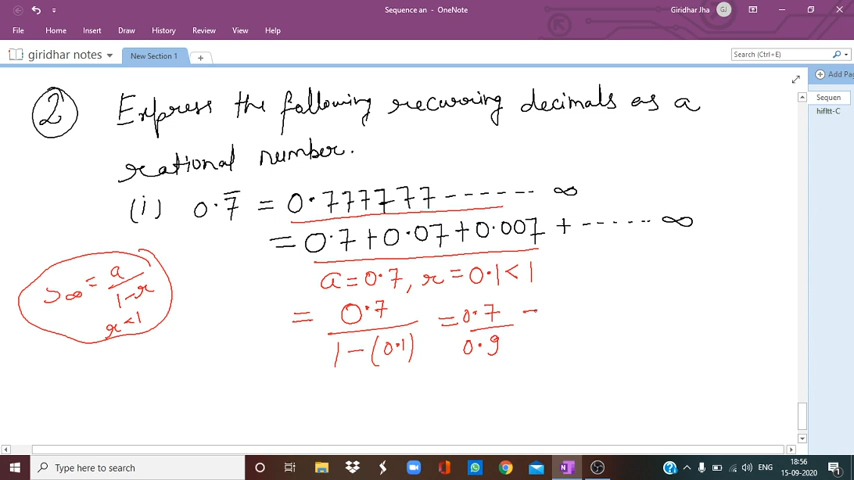 Sequence an - OneNote
Giridhar Jha GJ
File Home Insert Draw History Review View Help
giridhar notes New Section 1 + Search (Ctrl+E)
Add Pa
Sequen
hifltt-C
2 Express the following recurring decimals as a
rational number.
(i) 0.7̅ = 0.777777------- ∞
= 0.7+0.07+0.007 + ------ ∞
a=0.7, r=0.1<1
S∞ = a/1-r
r<1
= 0.7/1-(0.1) = 0.7/0.9 =
Type here to search
ENG
18:56
15-09-2020